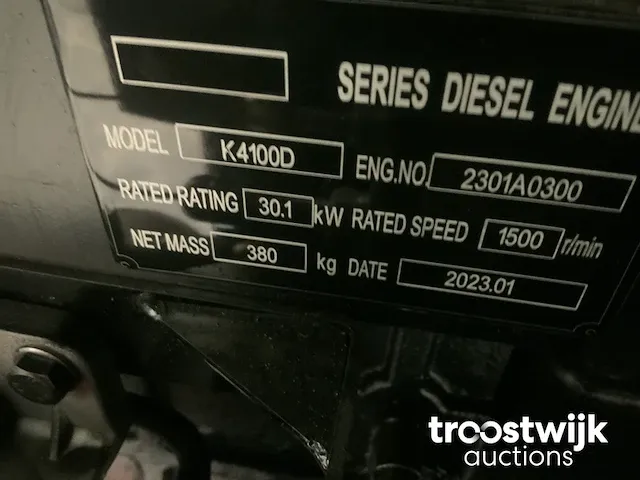 SERIES DIESEL ENGINE
MODEL K4100D ENG.NO. 2301A0300
RATED RATING 30.1 kW RATED SPEED 1500 r/min
NET MASS 380 kg DATE 2023.01
troostwijk
auctions